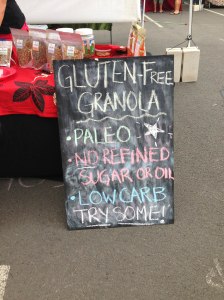 GLUTEN-FREE
GRANOLA
PALEO
• NO REFINED
SUGAR OR OIL
• LOW CARB
TRY SOME!